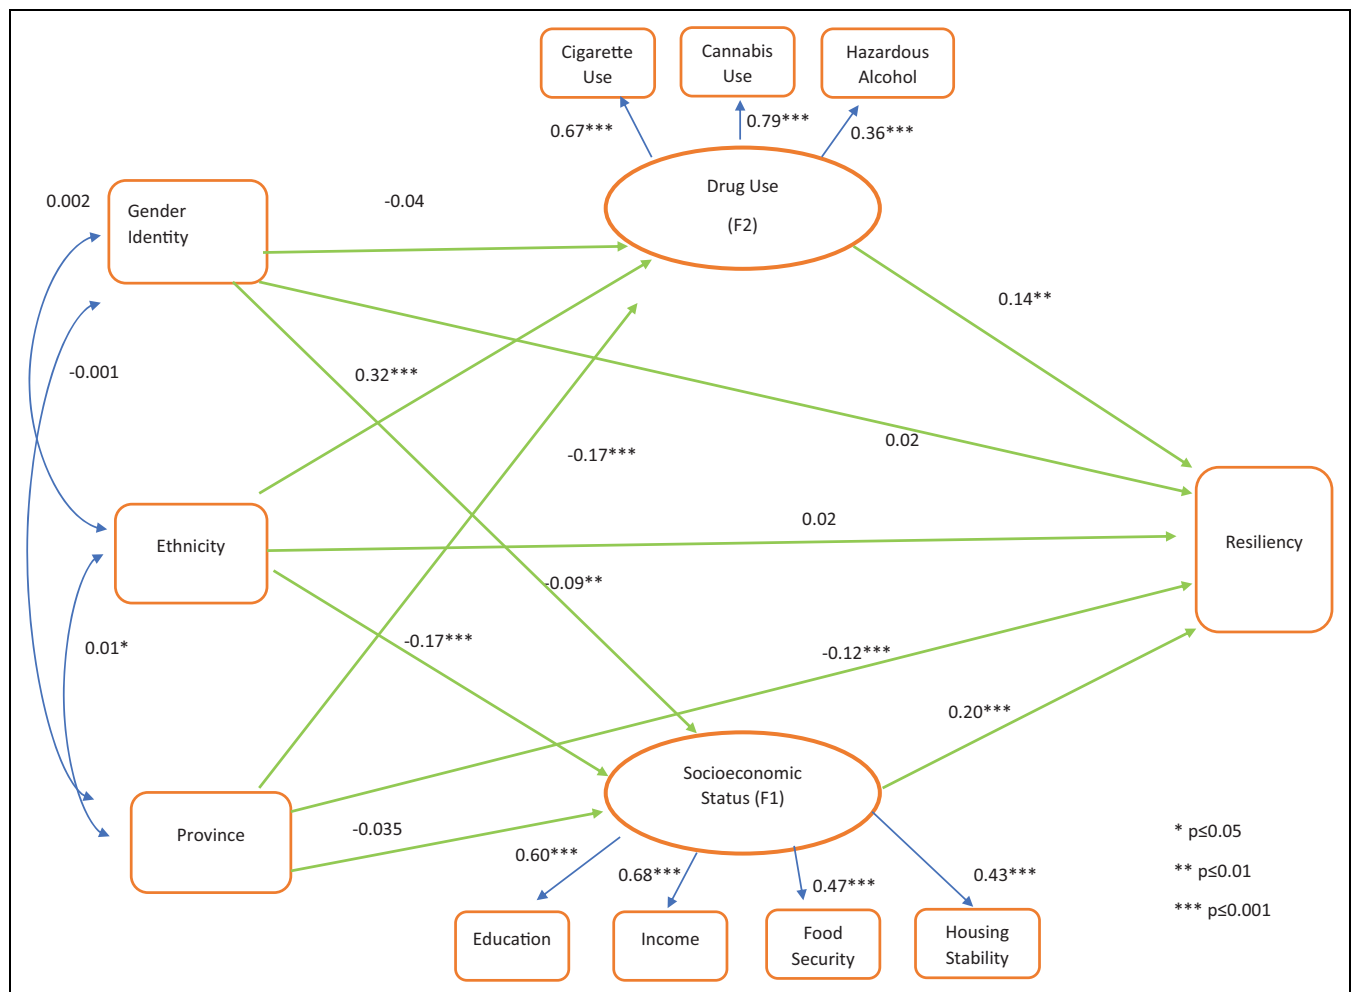 Cigarette
Use
Cannabis
Use
Hazardous
Alcohol
0.67***
0.79***
0.36***
Drug Use
(F2)
0.002
Gender
Identity
-0.04
0.14**
-0.001
0.32***
-0.17***
0.02
Ethnicity
0.02
Resiliency
-0.09**
0.01*
-0.17***
-0.12***
0.20***
Socioeconomic
Status (F1)
Province
-0.035
0.60***
0.68***
0.47***
0.43***
Education
Income
Food
Security
Housing
Stability
* p≤0.05
** p≤0.01
*** p≤0.001